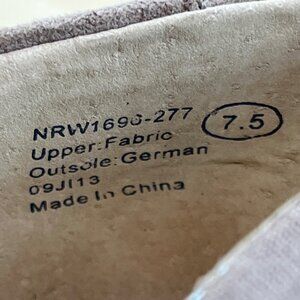 NRW1696-277 7.5
Upper:Fabric
Outsole:German
09JI13
Made In China